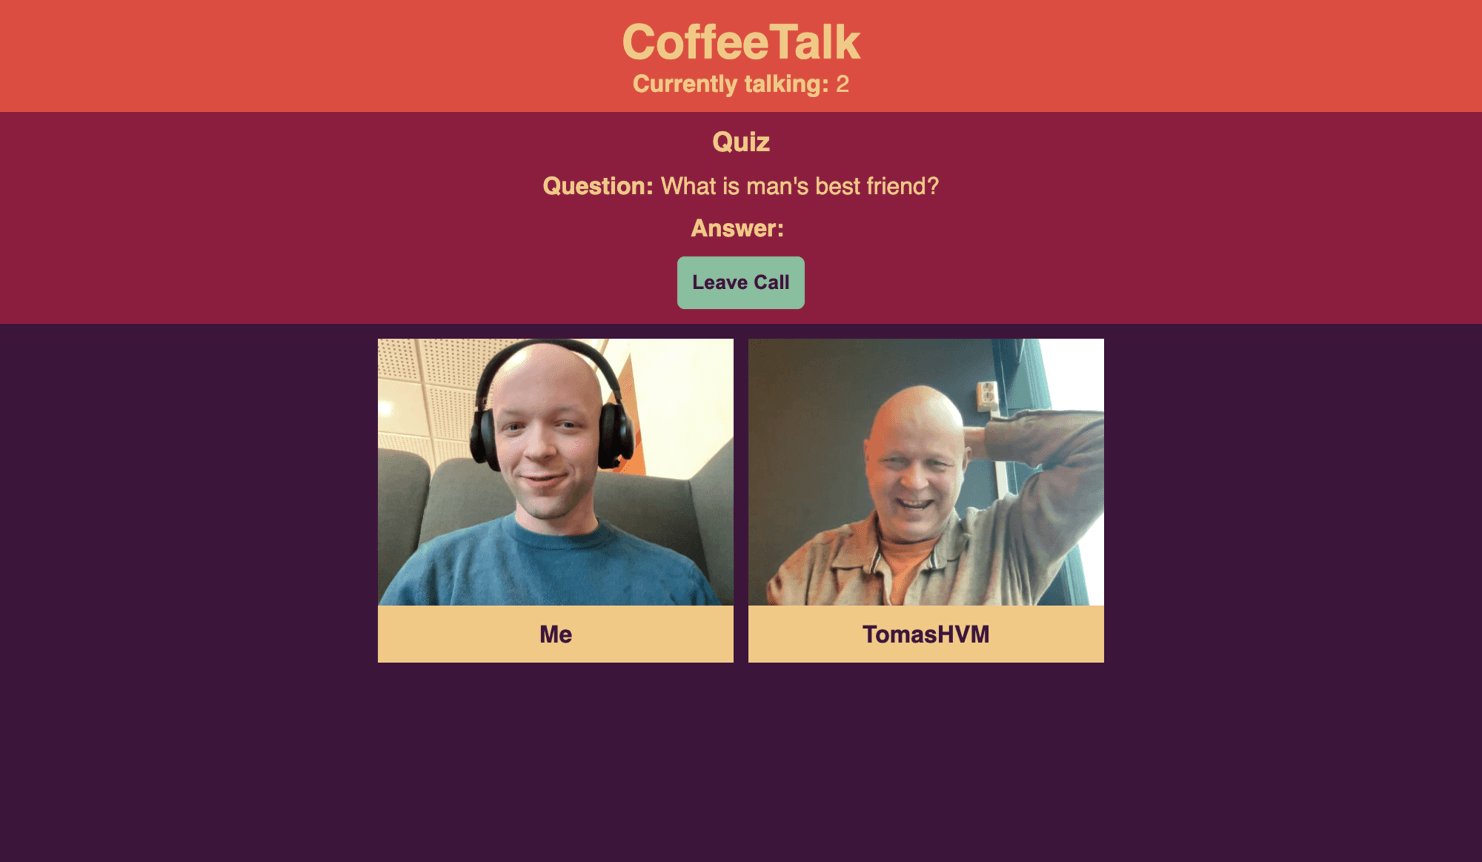 CoffeeTalk
Currently talking: 2
Quiz
Question: What is man's best friend?
Answer:
Leave Call
Me
TomasHVM